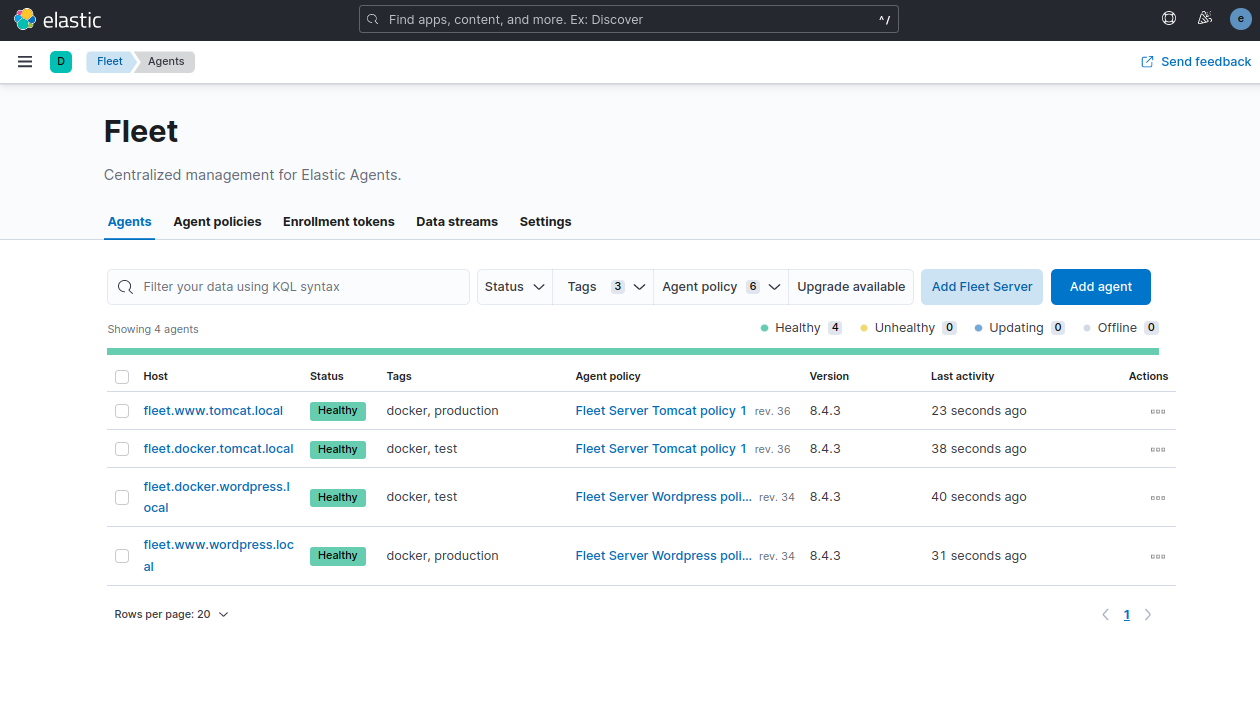 elastic
Find apps, content, and more. Ex: Discover
^/
e
D
Fleet
Agents
Send feedback
Fleet
Centralized management for Elastic Agents.
Agents Agent policies Enrollment tokens Data streams Settings
Filter your data using KQL syntax
Status Tags 3 Agent policy 6 Upgrade available
Add Fleet Server
Add agent
Showing 4 agents
Healthy 4 Unhealthy 0 Updating 0 Offline 0
Host Status Tags Agent policy Version Last activity Actions
fleet.www.tomcat.local Healthy docker, production Fleet Server Tomcat policy 1 rev. 36 8.4.3 23 seconds ago
fleet.docker.tomcat.local Healthy docker, test Fleet Server Tomcat policy 1 rev. 36 8.4.3 38 seconds ago
fleet.docker.wordpress.l
ocal
Healthy docker, test Fleet Server Wordpress poli... rev. 34 8.4.3 40 seconds ago
fleet.www.wordpress.loc
al
Healthy docker, production Fleet Server Wordpress poli... rev. 34 8.4.3 31 seconds ago
Rows per page: 20
1